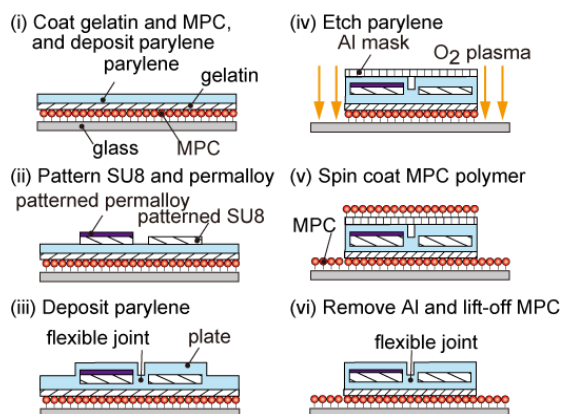 (i) Coat gelatin and MPC,
and deposit parylene
parylene
gelatin
glass
MPC
(ii) Pattern SU8 and permalloy
patterned permalloy
patterned SU8
(iii) Deposit parylene
flexible joint
plate
(iv) Etch parylene
Al mask
O2 plasma
(v) Spin coat MPC polymer
MPC
(vi) Remove Al and lift-off MPC
flexible joint